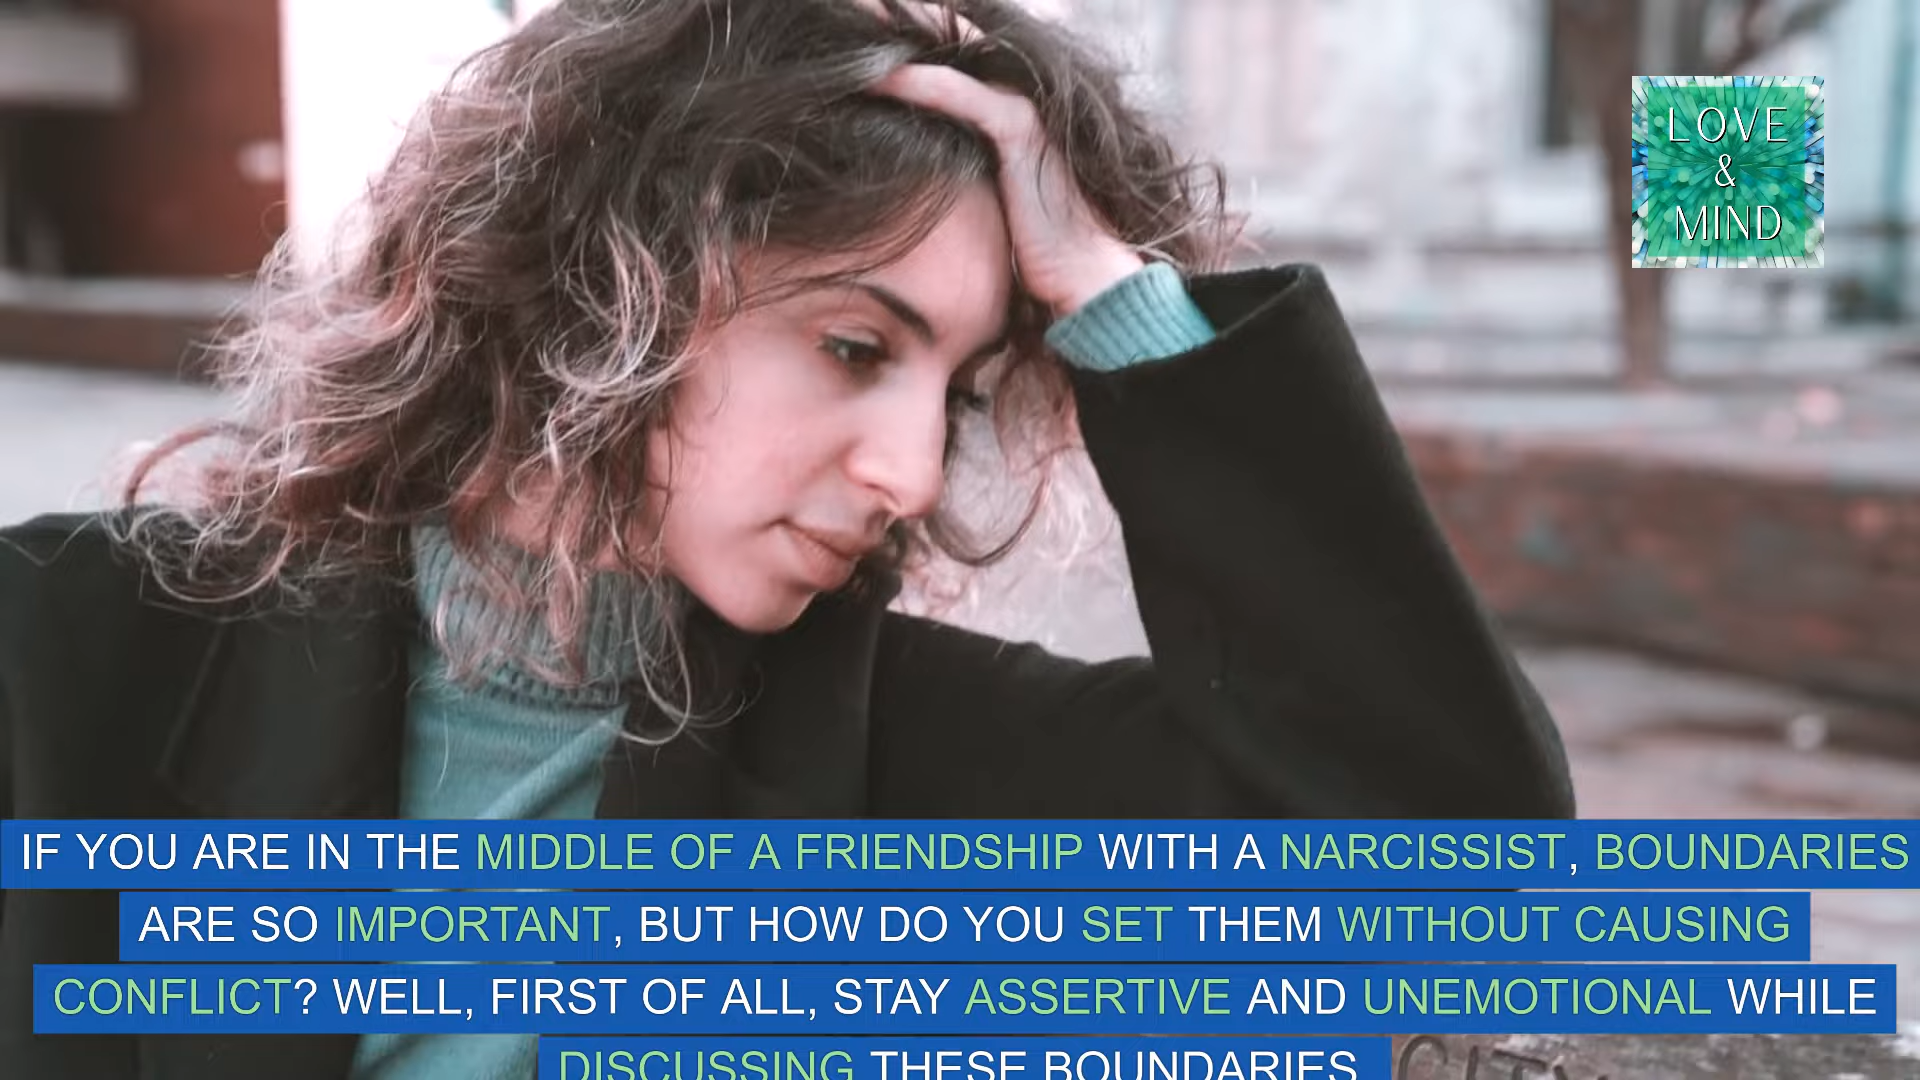 LOVE
&
MIND
IF YOU ARE IN THE MIDDLE OF A FRIENDSHIP WITH A NARCISSIST, BOUNDARIES
ARE SO IMPORTANT, BUT HOW DO YOU SET THEM WITHOUT CAUSING
CONFLICT? WELL, FIRST OF ALL, STAY ASSERTIVE AND UNEMOTIONAL WHILE
DISCUSSING THESE BOUNDARIES
CITY